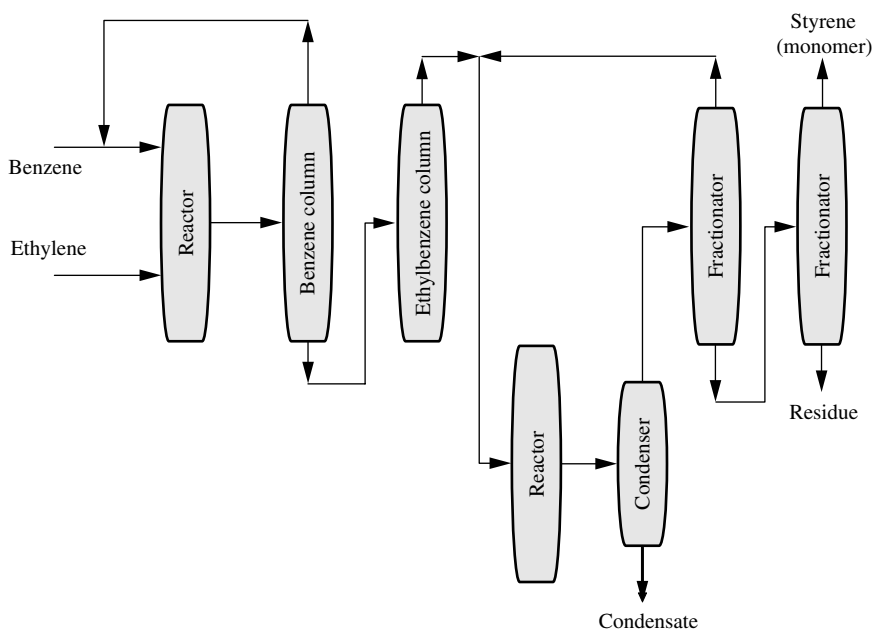 Styrene
(monomer)
Benzene
Ethylene
Reactor
Benzene column
Ethylbenzene column
Reactor
Condenser
Fractionator
Fractionator
Residue
Condensate